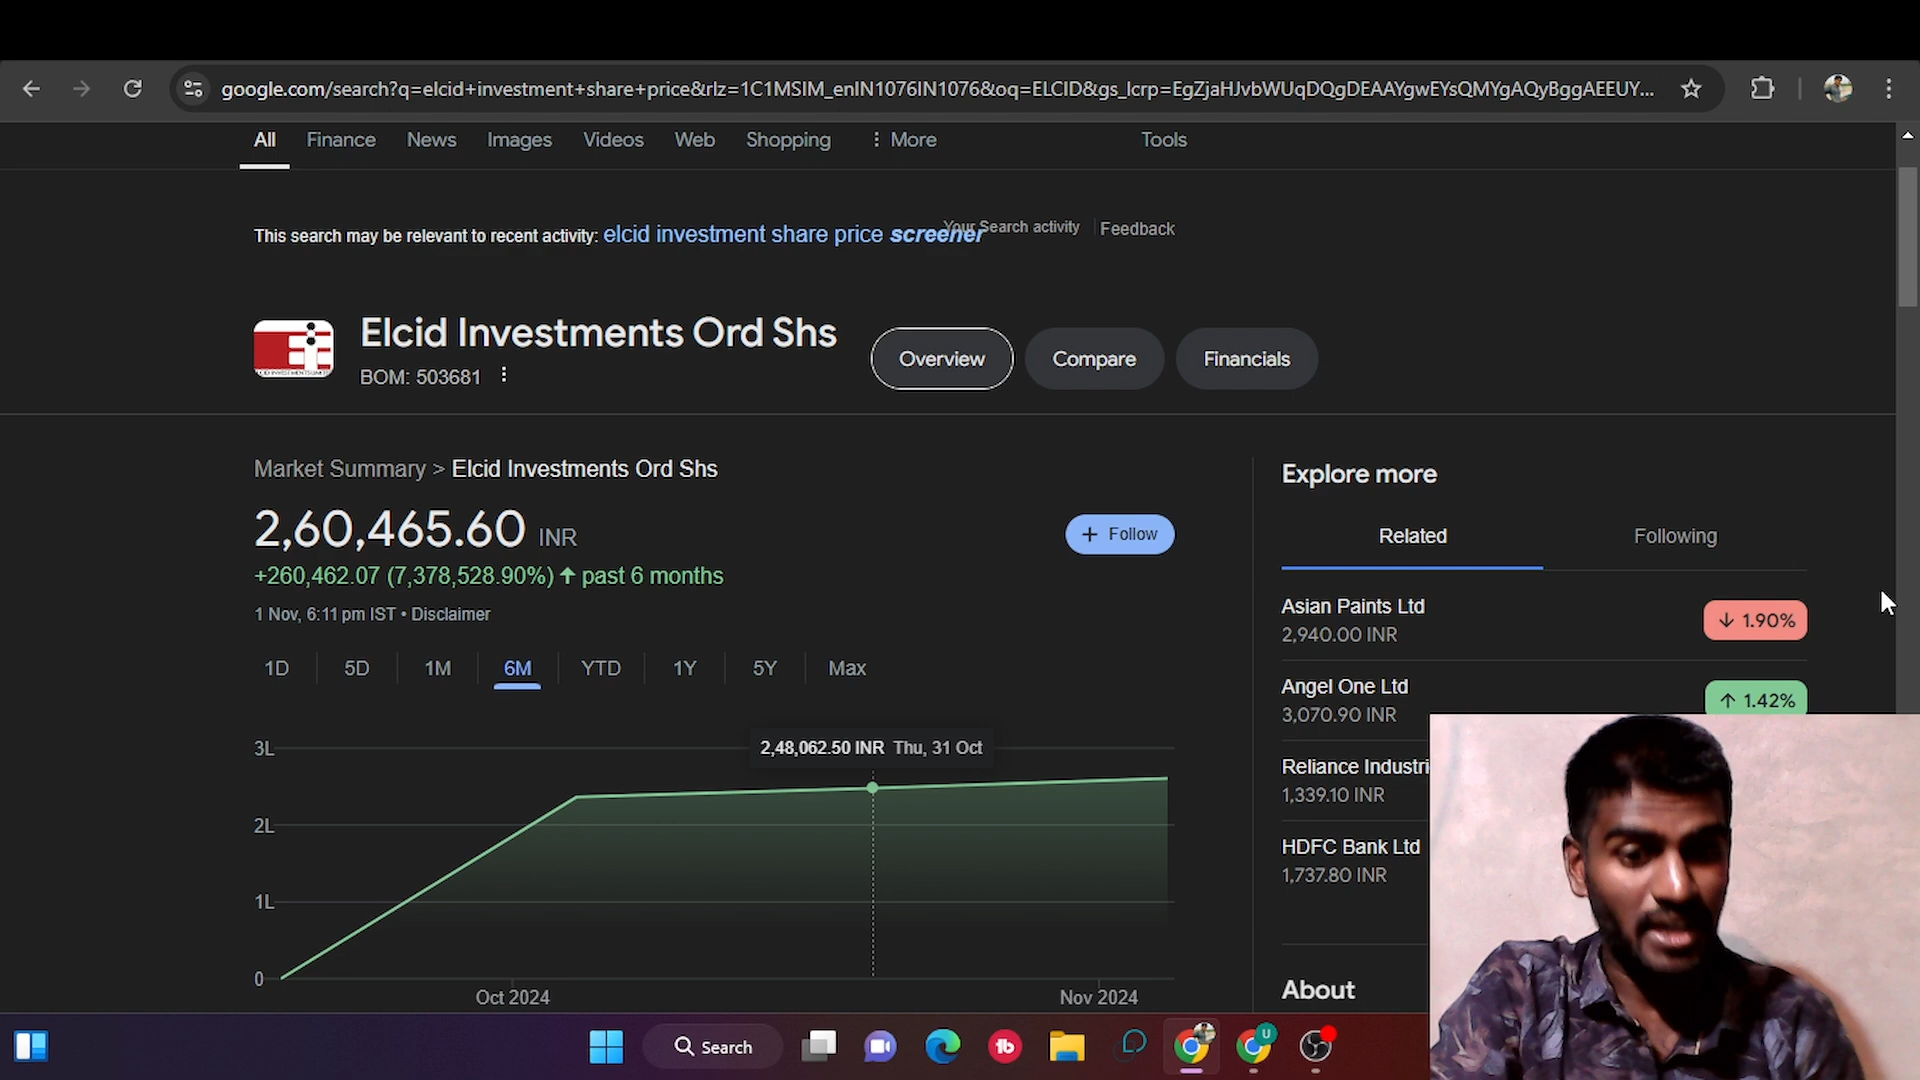 google.com/search?q=elcid+investment+share+price&rlz=1C1MSIM_enIN1076IN1076&oq=ELCID&gs_lcrp=EgZjaHJvbWUqDQgDEAAYgwEYsQMYgAQyBggAEEUY...
All Finance News Images Videos Web Shopping More Tools
This search may be relevant to recent activity: elcid investment share price screener Your Search activity Feedback
Elcid Investments Ord Shs
BOM: 503681
Overview Compare Financials
Market Summary > Elcid Investments Ord Shs
2,60,465.60 INR
+ Follow
+260,462.07 (7,378,528.90%) ↑ past 6 months
1 Nov, 6:11 pm IST • Disclaimer
1D 5D 1M 6M YTD 1Y 5Y Max
2,48,062.50 INR Thu, 31 Oct
3L
2L
1L
0
Oct 2024 Nov 2024
Explore more
Related Following
Asian Paints Ltd
2,940.00 INR
↓ 1.90%
Angel One Ltd
3,070.90 INR
↑ 1.42%
Reliance Industri
1,339.10 INR
HDFC Bank Ltd
1,737.80 INR
About
Search